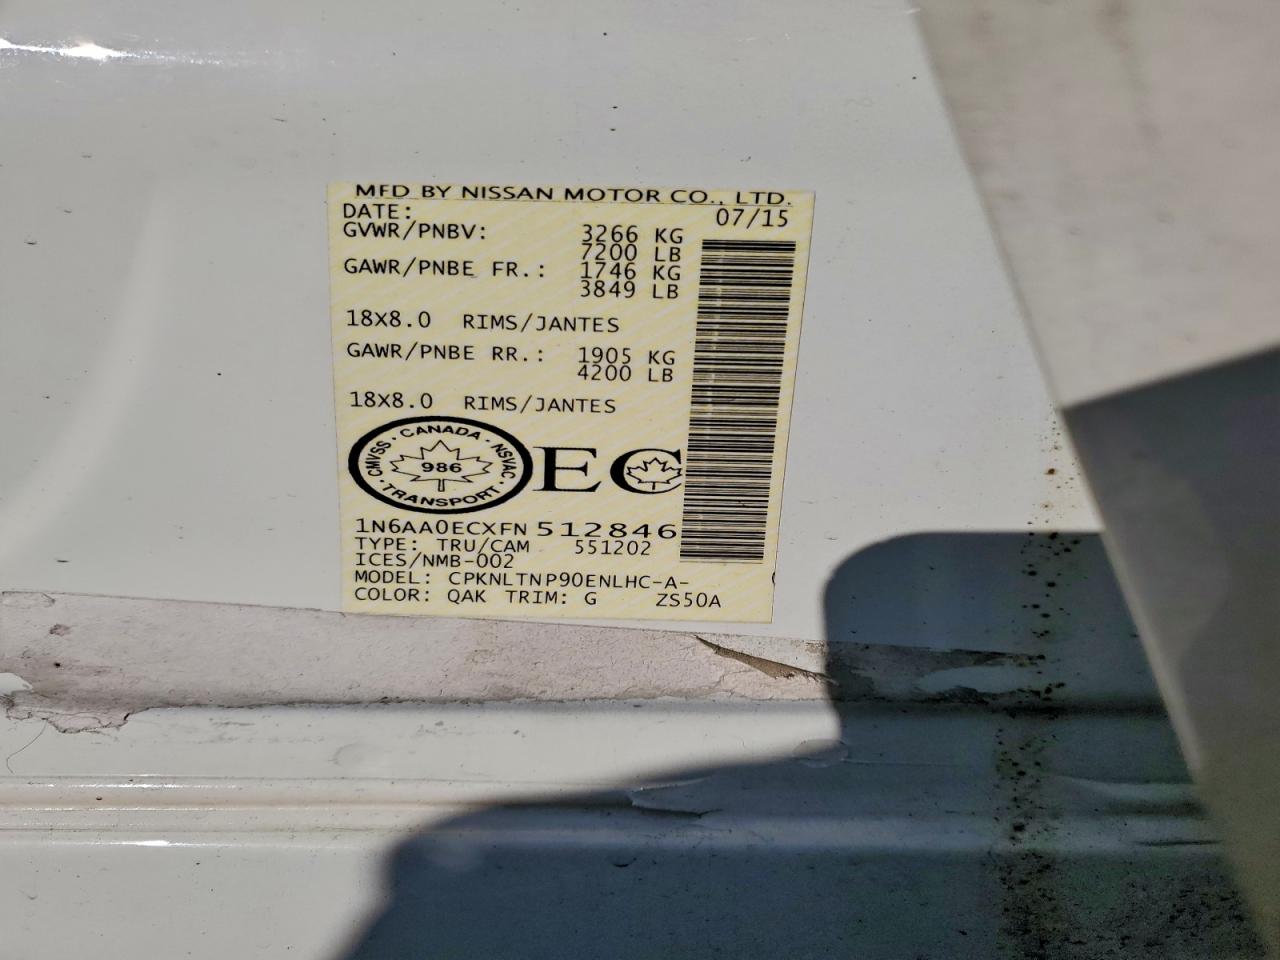 MFD BY NISSAN MOTOR CO., LTD.
DATE: 07/15
GVWR/PNBV: 3266 KG
7200 LB
GAWR/PNBE FR.: 1746 KG
3849 LB
18X8.0 RIMS/JANTES
GAWR/PNBE RR.: 1905 KG
4200 LB
18X8.0 RIMS/JANTES
CMVSS · CANADA · NSVAC · TRANSPORT ·
986
EC
1N6AA0ECXFN 512846
TYPE: TRU/CAM 551202
ICES/NMB-002
MODEL: CPKNLTNP90ENLHC-A-
COLOR: QAK TRIM: G ZS50A